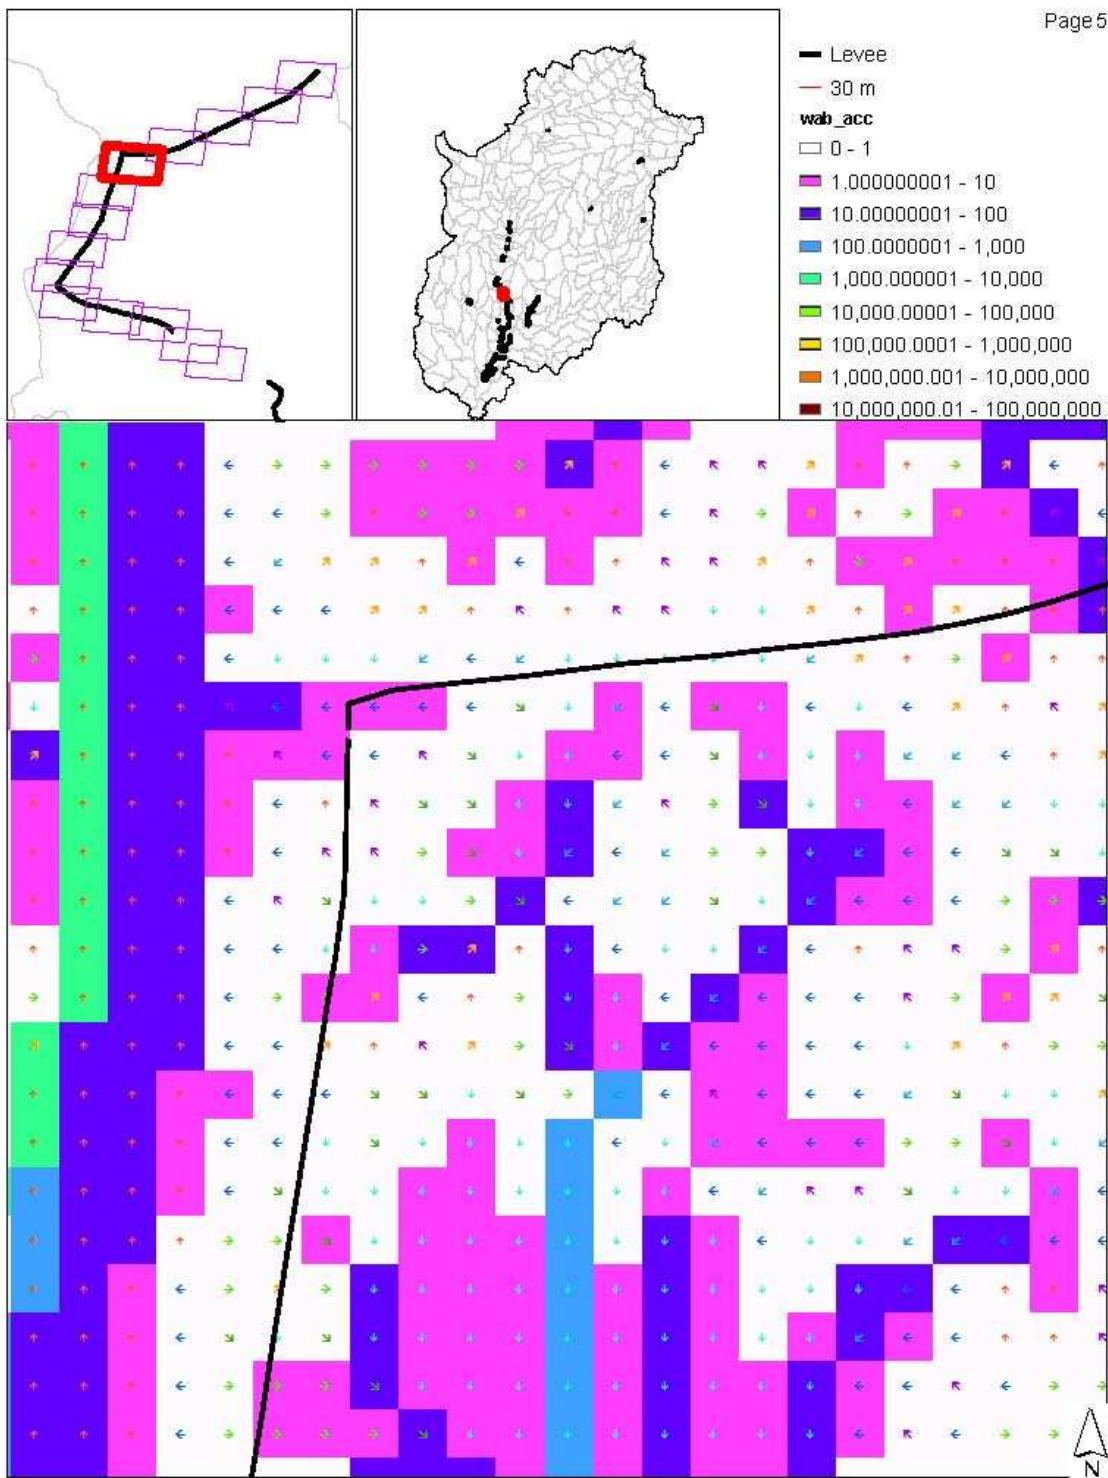 Page 5
Levee
30 m
wab_acc
0 - 1
1.000000001 - 10
10.00000001 - 100
100.0000001 - 1,000
1,000.000001 - 10,000
10,000.00001 - 100,000
100,000.0001 - 1,000,000
1,000,000.001 - 10,000,000
10,000,000.01 - 100,000,000
N